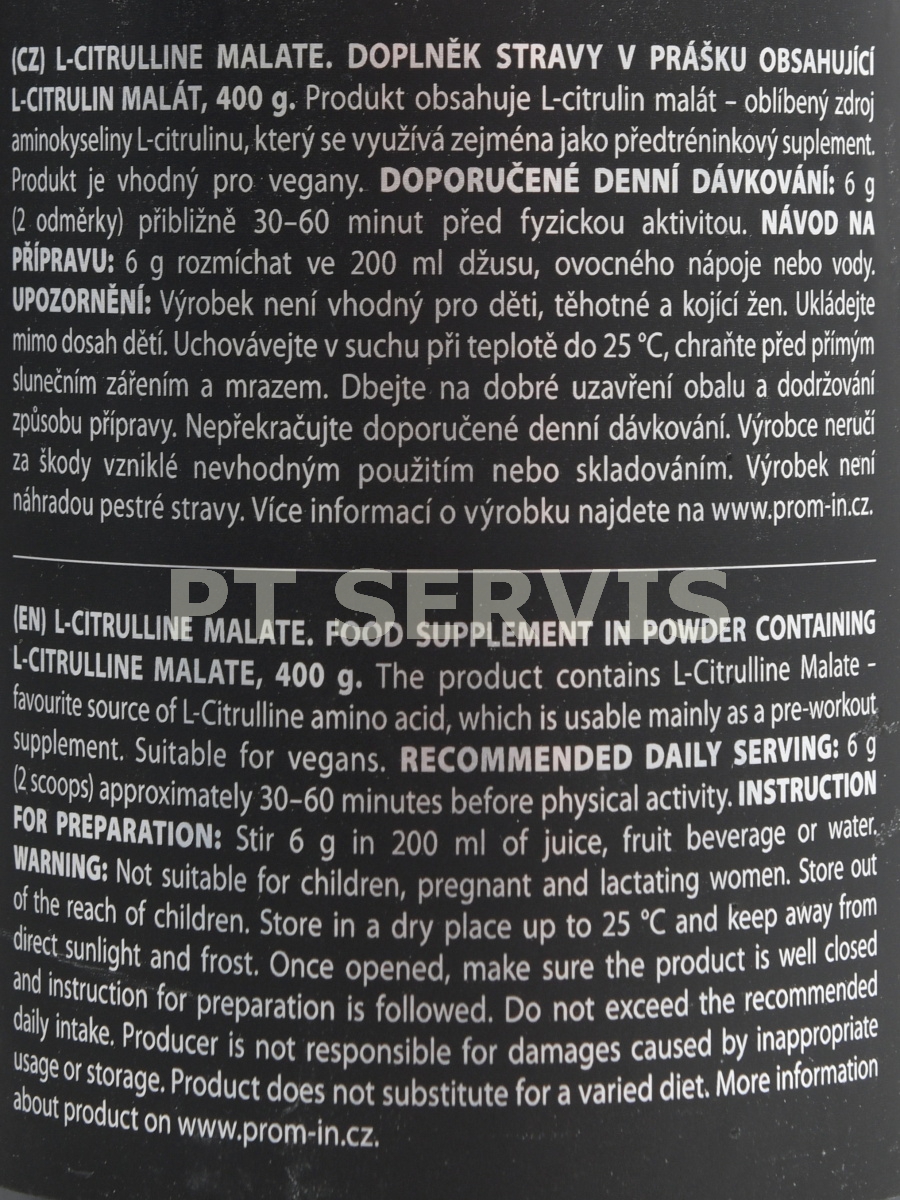 (CZ) L-CITRULLINE MALATE. DOPLNĚK STRAVY V PRÁŠKU OBSAHUJÍCÍ
L-CITRULIN MALÁT, 400 g. Produkt obsahuje L-citrulin malát – oblíbený zdroj
aminokyseliny L-citrulinu, který se využívá zejména jako předtréninkový suplement.
Produkt je vhodný pro vegany. DOPORUČENÉ DENNÍ DÁVKOVÁNÍ: 6 g
(2 odměrky) přibližně 30–60 minut před fyzickou aktivitou. NÁVOD NA
PŘÍPRAVU: 6 g rozmíchat ve 200 ml džusu, ovocného nápoje nebo vody.
UPOZORNĚNÍ: Výrobek není vhodný pro děti, těhotné a kojící žen. Ukládejte
mimo dosah dětí. Uchovávejte v suchu při teplotě do 25 °C, chraňte před přímým
slunečním zářením a mrazem. Dbejte na dobré uzavření obalu a dodržování
způsobu přípravy. Nepřekračujte doporučené denní dávkování. Výrobce neručí
za škody vzniklé nevhodným použitím nebo skladováním. Výrobek není
náhradou pestré stravy. Více informací o výrobku najdete na www.prom-in.cz.
PT SERVIS
(EN) L-CITRULLINE MALATE. FOOD SUPPLEMENT IN POWDER CONTAINING
L-CITRULLINE MALATE, 400 g. The product contains L-Citrulline Malate –
favourite source of L-Citrulline amino acid, which is usable mainly as a pre-workout
supplement. Suitable for vegans. RECOMMENDED DAILY SERVING: 6 g
(2 scoops) approximately 30–60 minutes before physical activity. INSTRUCTION
FOR PREPARATION: Stir 6 g in 200 ml of juice, fruit beverage or water.
WARNING: Not suitable for children, pregnant and lactating women. Store out
of the reach of children. Store in a dry place up to 25 °C and keep away from
direct sunlight and frost. Once opened, make sure the product is well closed
and instruction for preparation is followed. Do not exceed the recommended
daily intake. Producer is not responsible for damages caused by inappropriate
usage or storage. Product does not substitute for a varied diet. More information
about product on www.prom-in.cz.